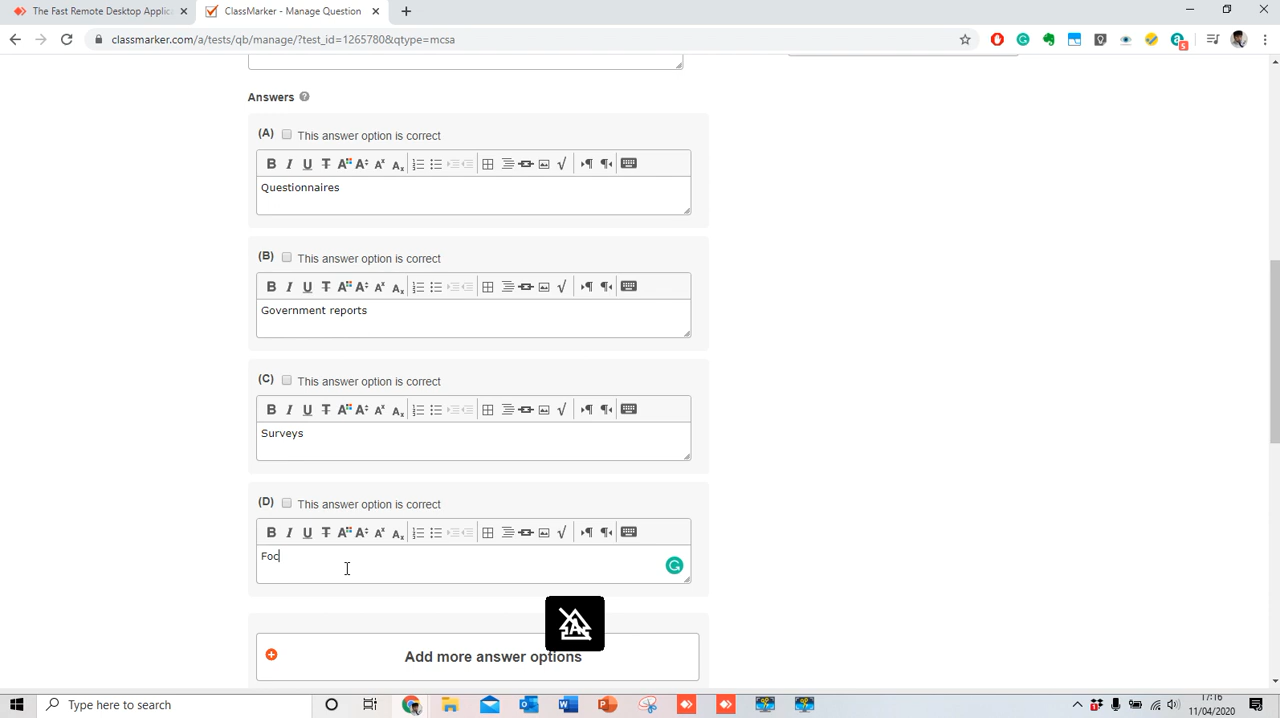 The Fast Remote Desktop Applic
ClassMarker - Manage Question
classmarker.com/a/tests/qb/manage/?test_id=1265780&qtype=mcsa
Answers
(A) This answer option is correct
Questionnaires
(B) This answer option is correct
Government reports
(C) This answer option is correct
Surveys
(D) This answer option is correct
Foc
Add more answer options
Type here to search
17:16
11/04/2020